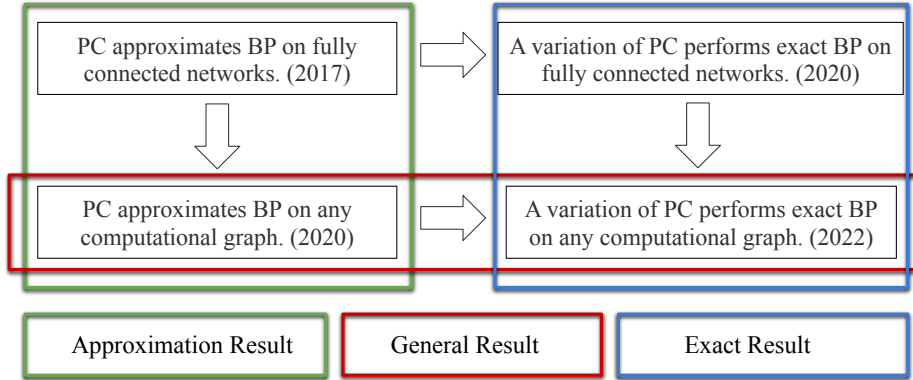 PC approximates BP on fully
connected networks. (2017)
A variation of PC performs exact BP on
fully connected networks. (2020)
PC approximates BP on any
computational graph. (2020)
A variation of PC performs exact BP
on any computational graph. (2022)
Approximation Result
General Result
Exact Result